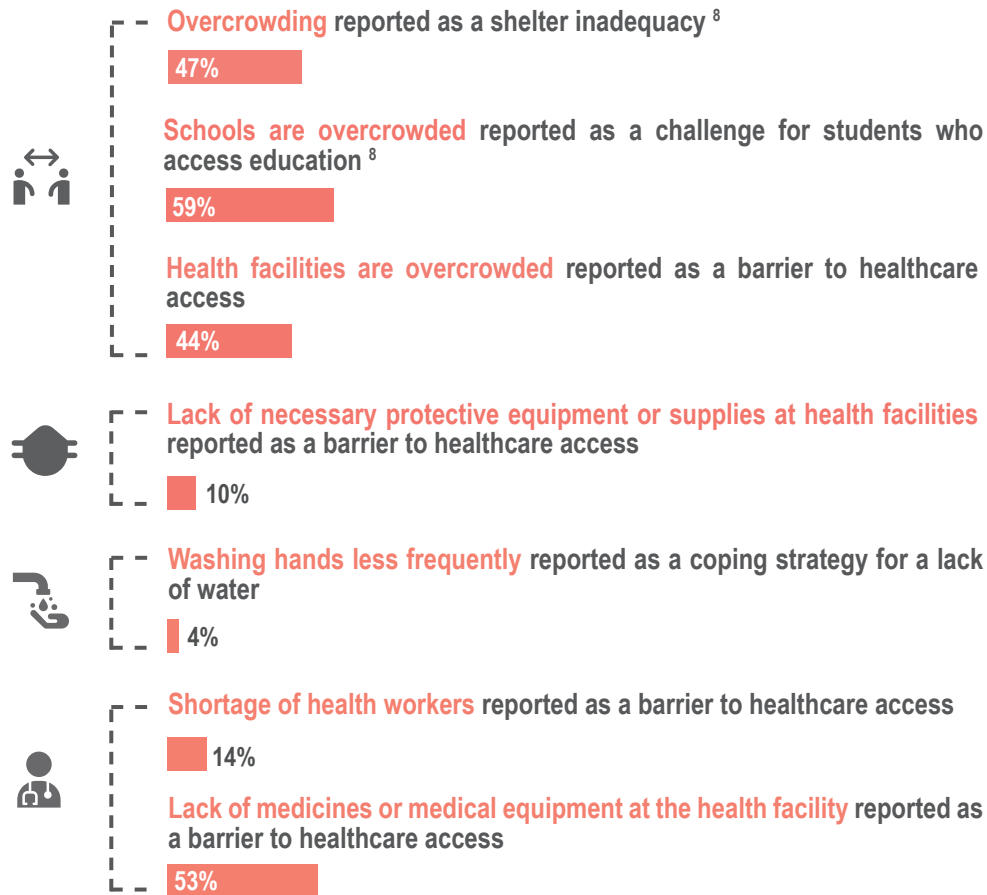 Overcrowding reported as a shelter inadequacy 8
47%
Schools are overcrowded reported as a challenge for students who
access education 8
59%
Health facilities are overcrowded reported as a barrier to healthcare
access
44%
Lack of necessary protective equipment or supplies at health facilities
reported as a barrier to healthcare access
10%
Washing hands less frequently reported as a coping strategy for a lack
of water
4%
Shortage of health workers reported as a barrier to healthcare access
14%
Lack of medicines or medical equipment at the health facility reported as
a barrier to healthcare access
53%